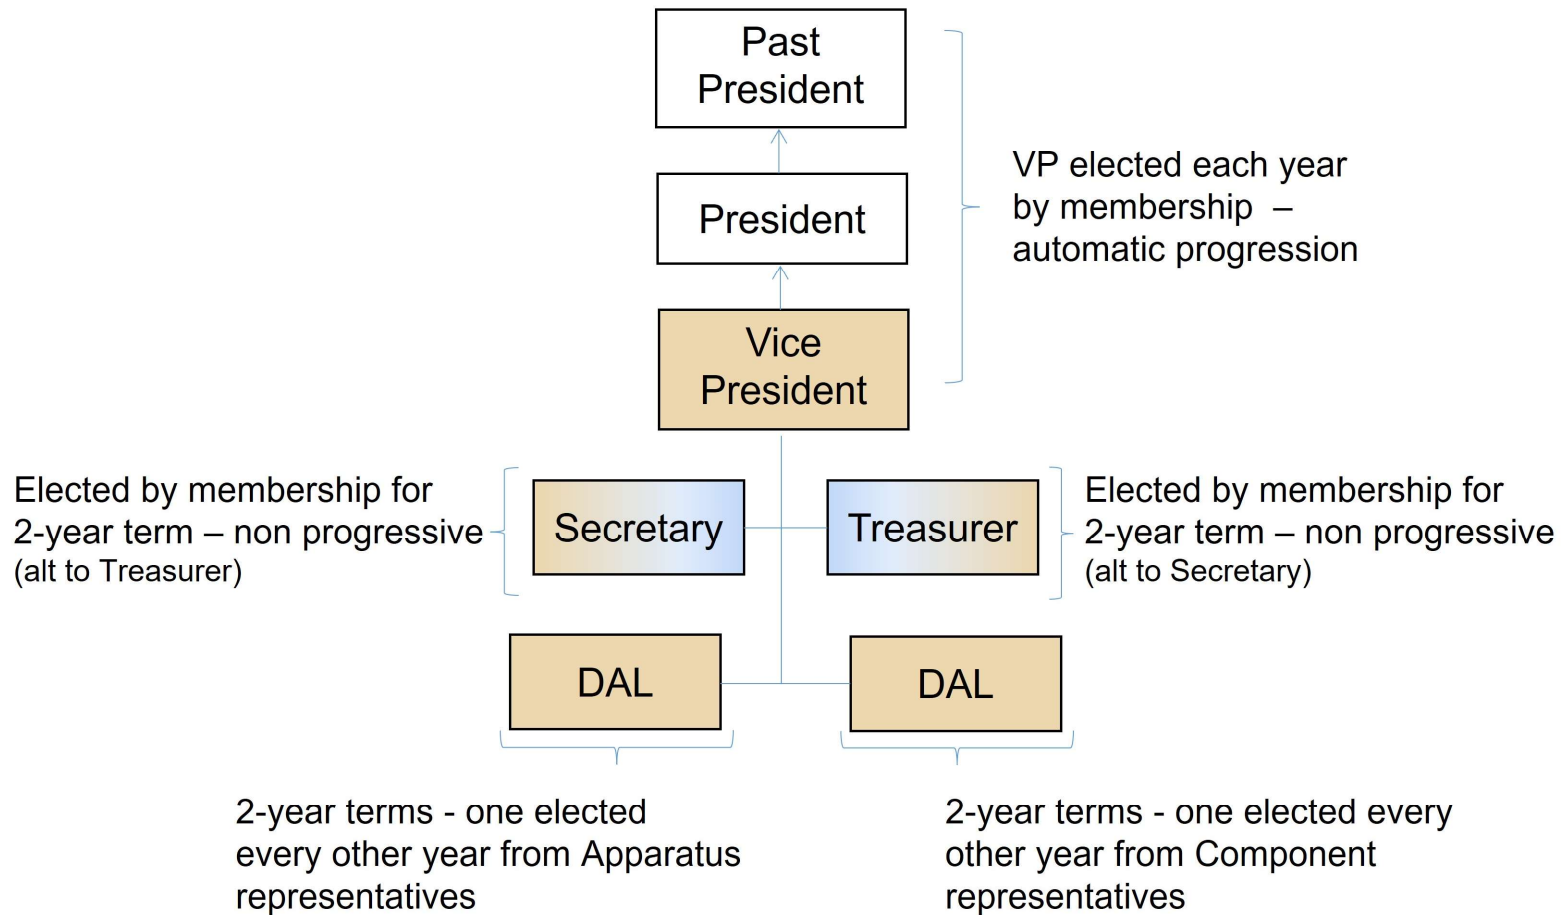 Past
President
President
VP elected each year
by membership –
automatic progression
Vice
President
Elected by membership for
2-year term – non progressive
(alt to Treasurer)
Secretary
Treasurer
Elected by membership for
2-year term – non progressive
(alt to Secretary)
DAL
DAL
2-year terms - one elected
every other year from Apparatus
representatives
2-year terms - one elected every
other year from Component
representatives